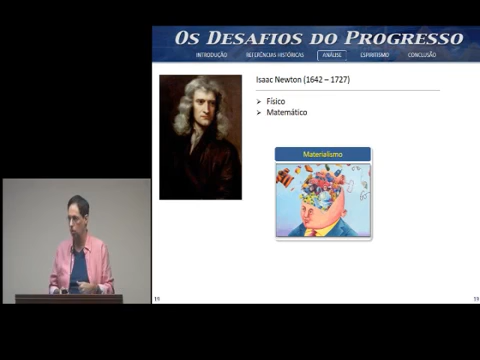 OS DESAFIOS DO PROGRESSO
INTRODUÇÃO REFERÊNCIAS HISTÓRICAS ANÁLISE ESPIRITISMO CONCLUSÃO
Isaac Newton (1642 – 1727)
➢ Físico
➢ Matemático
Materialismo
19 19